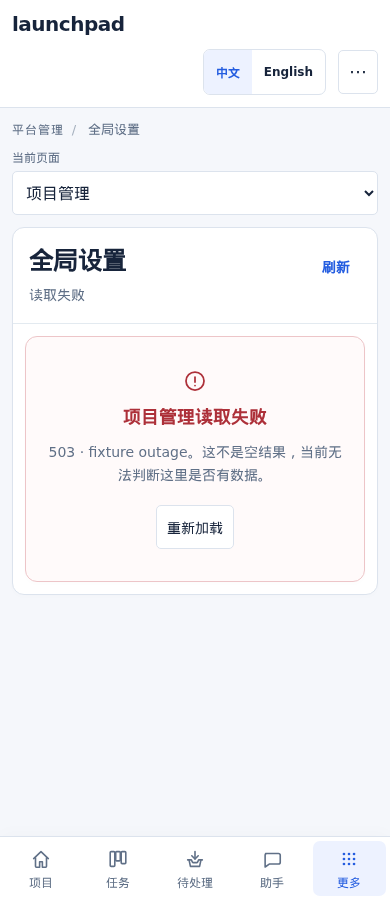 launchpad
中文
English
...
平台管理 / 全局设置
当前页面
项目管理
全局设置
刷新
读取失败
项目管理读取失败
503 · fixture outage。这不是空结果，当前无
法判断这里是否有数据。
重新加载
项目
任务
待处理
助手
更多